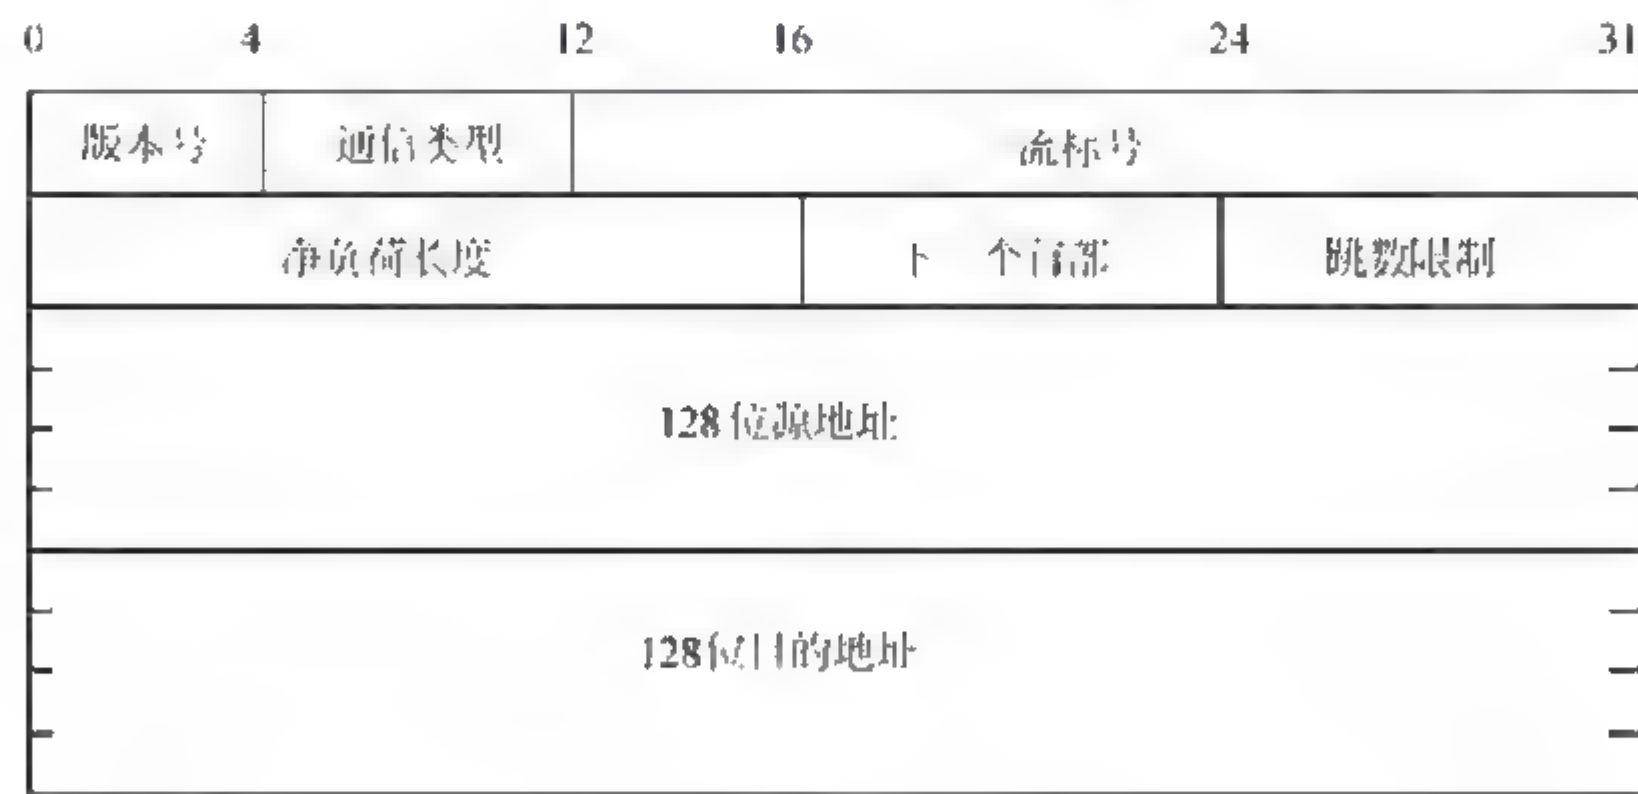 0 4 12 16 24 31
版本号 通信类型 流标号
净负荷长度 下一个首部 跳数限制
128位源地址
128位目的地址